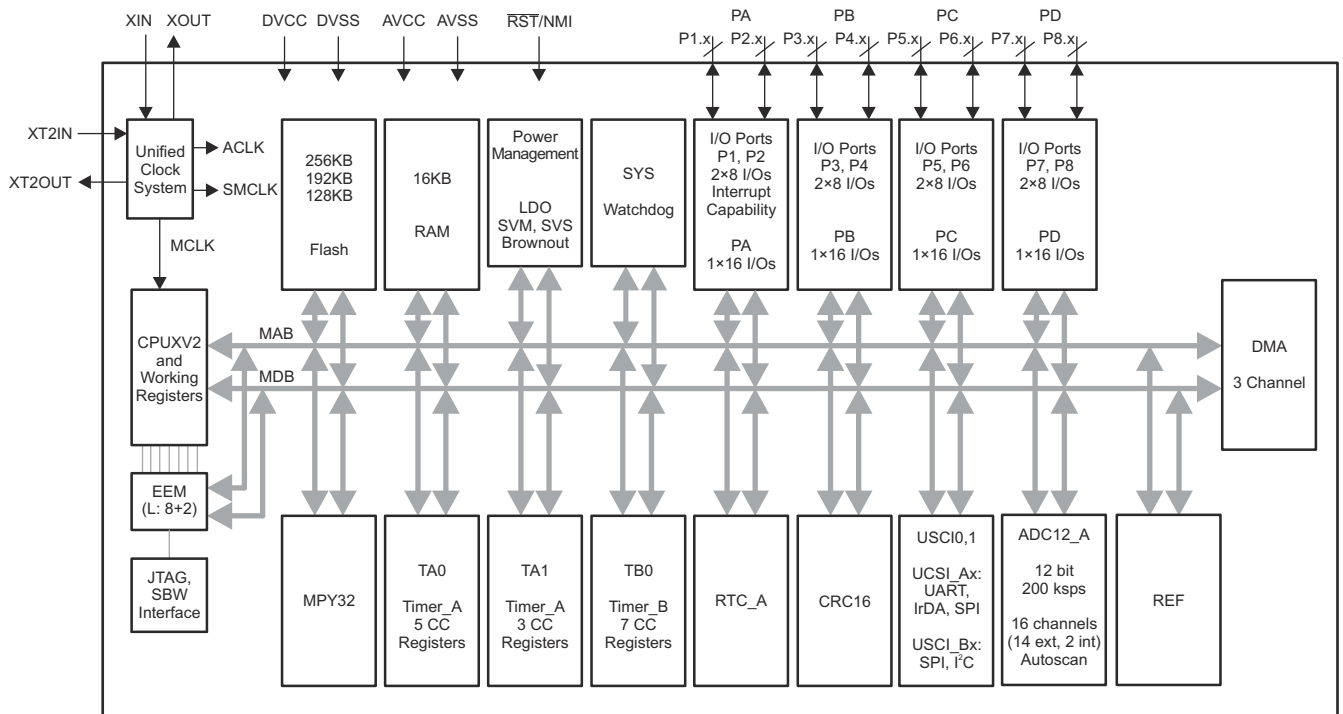 XIN XOUT DVCC DVSS AVCC AVSS RST/NMI PA PB PC PD
P1.x P2.x P3.x P4.x P5.x P6.x P7.x P8.x
XT2IN
XT2OUT
Unified
Clock
System
ACLK
SMCLK
MCLK
256KB
192KB
128KB
Flash
16KB
RAM
Power
Management
LDO
SVM, SVS
Brownout
SYS
Watchdog
I/O Ports
P1, P2
2×8 I/Os
Interrupt
Capability
PA
1×16 I/Os
I/O Ports
P3, P4
2×8 I/Os
PB
1×16 I/Os
I/O Ports
P5, P6
2×8 I/Os
PC
1×16 I/Os
I/O Ports
P7, P8
2×8 I/Os
PD
1×16 I/Os
CPUXV2
and
Working
Registers
MAB
MDB
DMA
3 Channel
EEM
(L: 8+2)
JTAG,
SBW
Interface
MPY32
TA0
Timer_A
5 CC
Registers
TA1
Timer_A
3 CC
Registers
TB0
Timer_B
7 CC
Registers
RTC_A
CRC16
USCI0,1
UCSI_Ax:
UART,
IrDA, SPI
USCI_Bx:
SPI, I²C
ADC12_A
12 bit
200 ksps
16 channels
(14 ext, 2 int)
Autoscan
REF